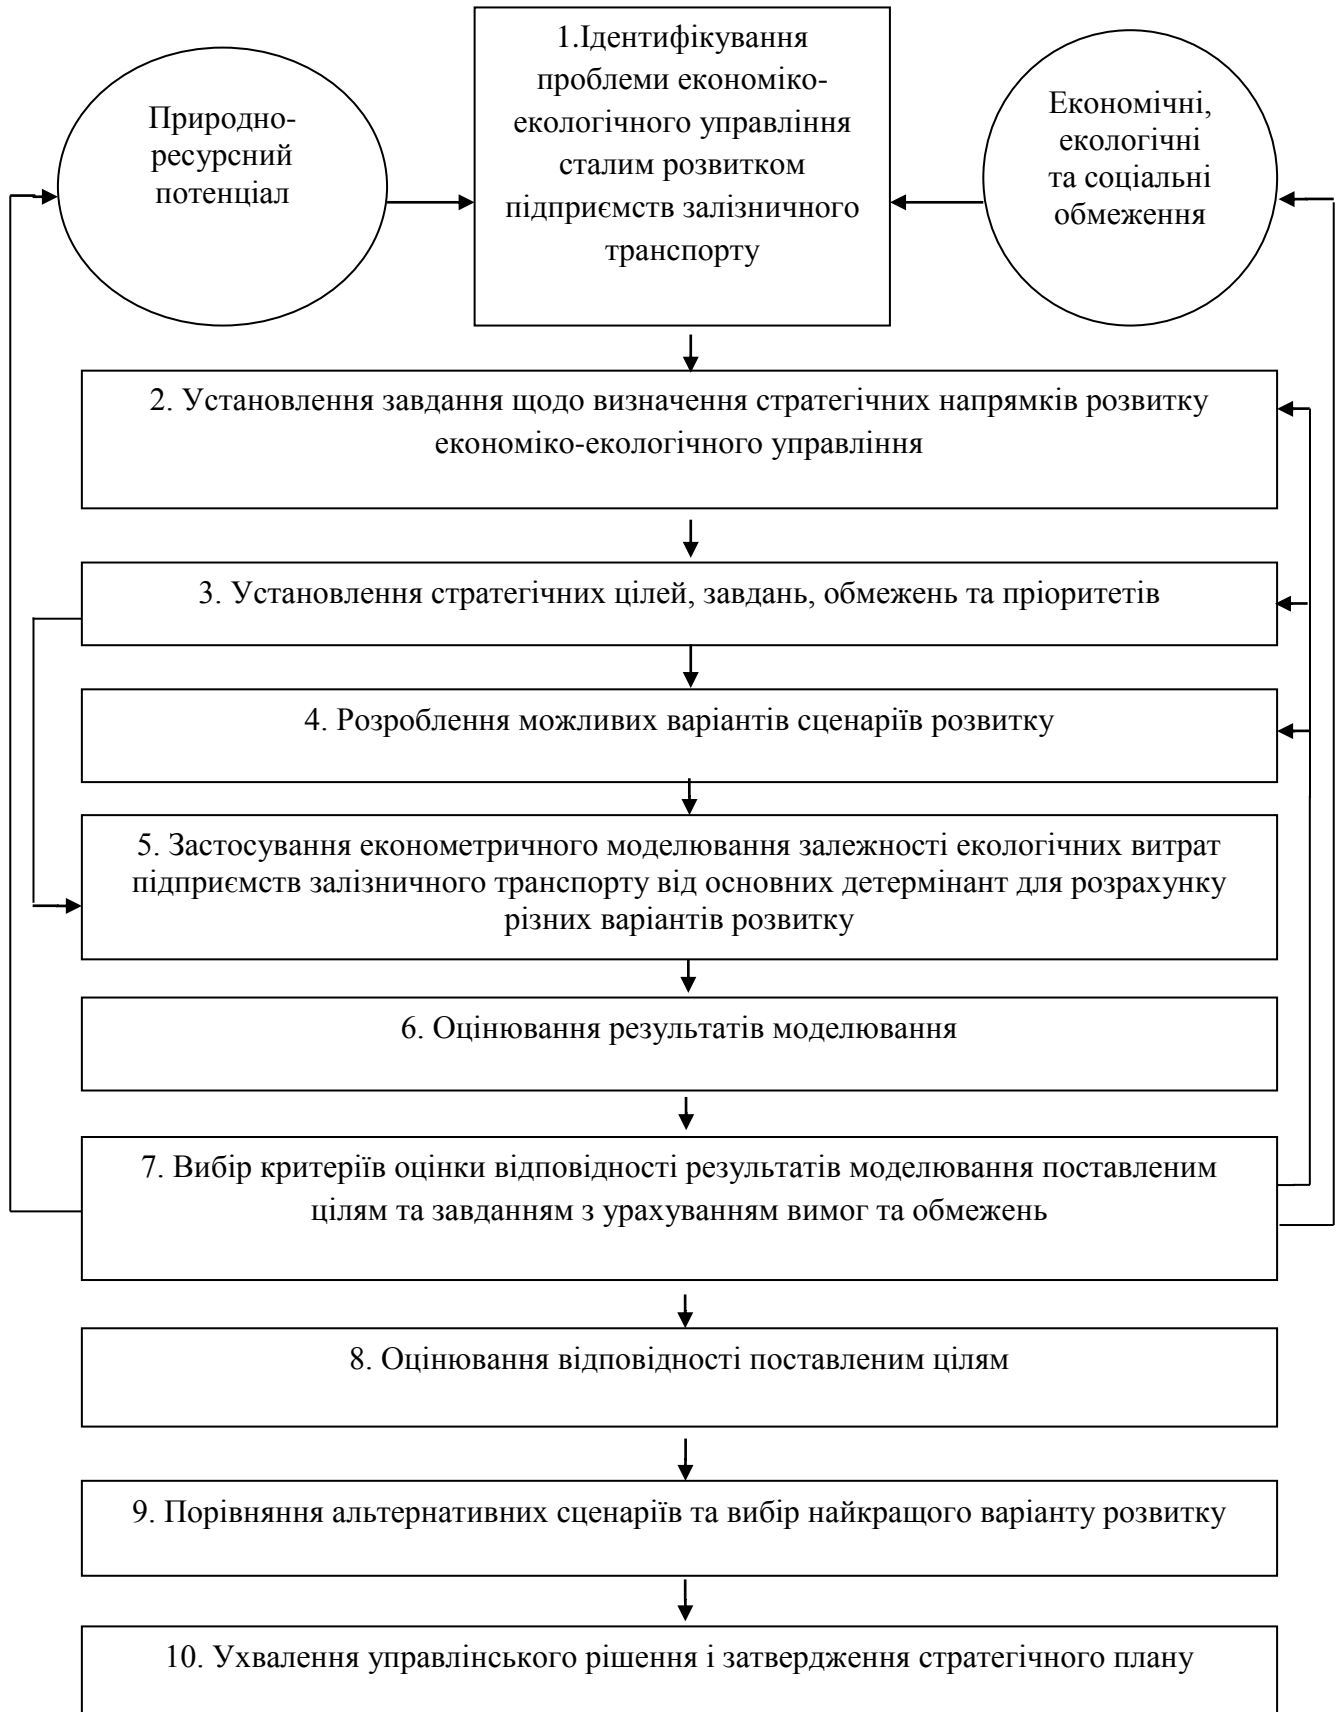 Природно-
ресурсний
потенціал
1.Ідентифікування
проблеми економіко-
екологічного управління
сталим розвитком
підприємств залізничного
транспорту
Економічні,
екологічні
та соціальні
обмеження
2. Установлення завдання щодо визначення стратегічних напрямків розвитку
економіко-екологічного управління
3. Установлення стратегічних цілей, завдань, обмежень та пріоритетів
4. Розроблення можливих варіантів сценаріїв розвитку
5. Застосування економетричного моделювання залежності екологічних витрат
підприємств залізничного транспорту від основних детермінант для розрахунку
різних варіантів розвитку
6. Оцінювання результатів моделювання
7. Вибір критеріїв оцінки відповідності результатів моделювання поставленим
цілям та завданням з урахуванням вимог та обмежень
8. Оцінювання відповідності поставленим цілям
9. Порівняння альтернативних сценаріїв та вибір найкращого варіанту розвитку
10. Ухвалення управлінського рішення і затвердження стратегічного плану